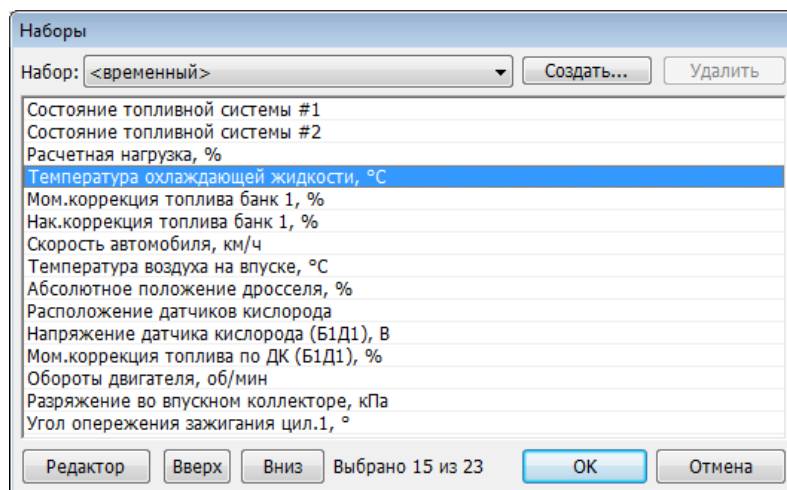 Наборы
Набор: <временный> Создать... Удалить
Состояние топливной системы #1
Состояние топливной системы #2
Расчетная нагрузка, %
Температура охлаждающей жидкости, °C
Мом.коррекция топлива банк 1, %
Нак.коррекция топлива банк 1, %
Скорость автомобиля, км/ч
Температура воздуха на впуске, °C
Абсолютное положение дросселя, %
Расположение датчиков кислорода
Напряжение датчика кислорода (Б1Д1), В
Мом.коррекция топлива по ДК (Б1Д1), %
Обороты двигателя, об/мин
Разряжение во впускном коллекторе, кПа
Угол опережения зажигания цил.1, °
Редактор Вверх Вниз Выбрано 15 из 23 OK Отмена